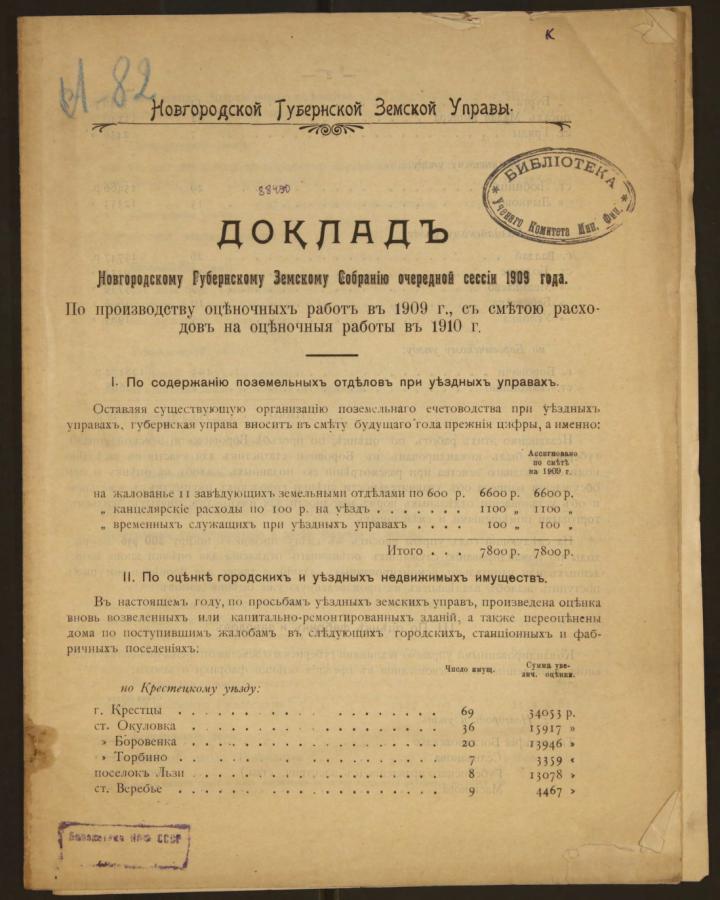 К
И-82
Новгородской Губернской Земской Управы.
38430
БИБЛІОТЕКА
Ученаго Комитета Мин. Фин.
ДОКЛАДЪ
Новгородскому Губернскому Земскому Собранію очередной сессіи 1909 года.
По производству оцѣночныхъ работъ въ 1909 г., съ смѣтою расхо-
довъ на оцѣночныя работы въ 1910 г.
I. По содержанію поземельныхъ отдѣловъ при уѣздныхъ управахъ.
Оставляя существующую организацію поземельнаго счетоводства при уѣздныхъ
управахъ, губернская управа вноситъ въ смѣту будущаго года прежнія цифры, а именно:
Ассигновано
по смѣтѣ
на 1909 г.
на жалованье 11 завѣдующихъ земельными отдѣлами по 600 р. 6600 р. 6600 р.
„ канцелярскіе расходы по 100 р. на уѣздъ . . . . . . . 1100 „ 1100 „
„ временныхъ служащихъ при уѣздныхъ управахъ . . . . 100 „ 100 „
Итого . . . 7800 р. 7800 р.
II. По оцѣнкѣ городскихъ и уѣздныхъ недвижимыхъ имуществъ.
Въ настоящемъ году, по просьбамъ уѣздныхъ земскихъ управъ, произведена оцѣнка
вновь возведенныхъ или капитально-ремонтированныхъ зданій, а также переоцѣнены
дома по поступившимъ жалобамъ въ слѣдующихъ городскихъ, станціонныхъ и фаб-
ричныхъ поселеніяхъ:
Число имущ. Сумма уве-
лич. оцѣнки.
по Крестецкому уѣзду:
г. Крестцы . . . . . . . . . . . . . . 69 34053 р.
ст. Окуловка . . . . . . . . . . . . . . 36 15917 »
» Боровенка . . . . . . . . . . . . . . 20 13946 »
» Торбино . . . . . . . . . . . . . . 7 3359 «
поселокъ Льзи . . . . . . . . . . . . . . 8 13078 «
ст. Веребье . . . . . . . . . . . . . . 9 4467 »
СССР